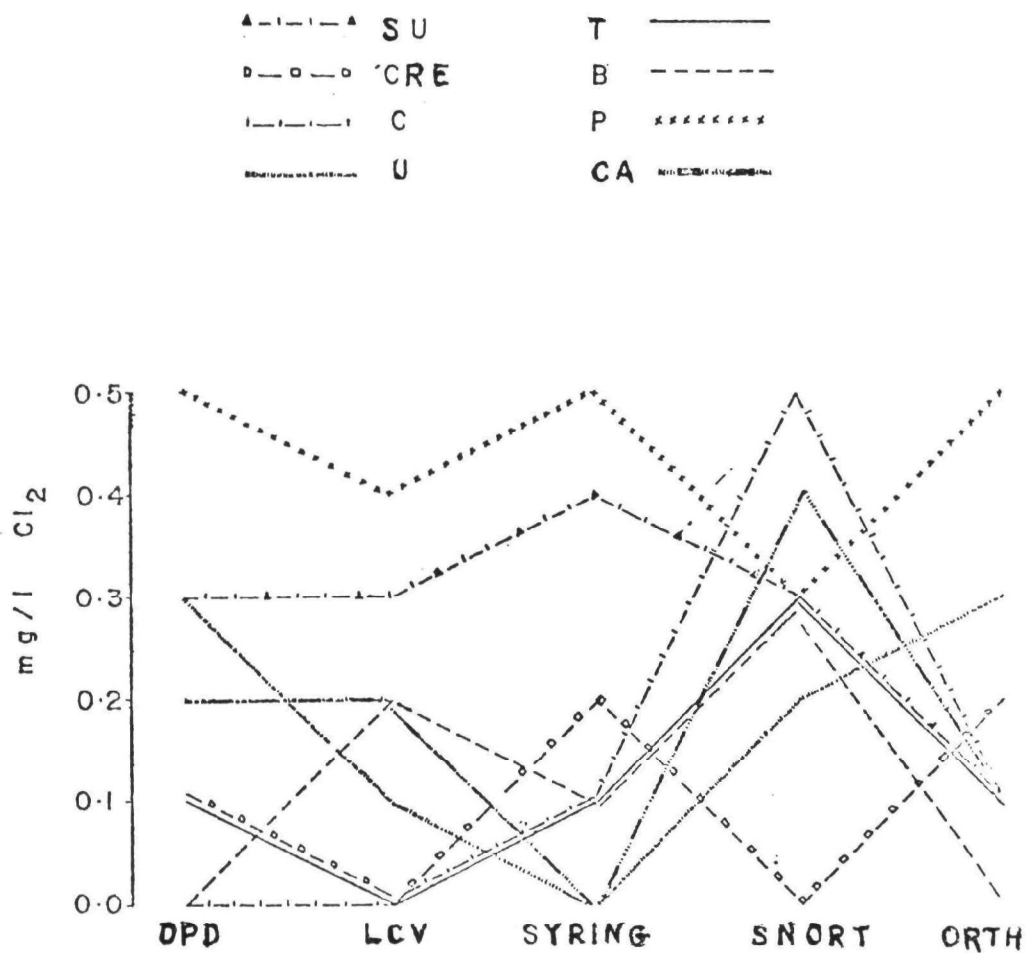 SU T
CRE B
C P
U CA
mg/l Cl₂
0.5
0.4
0.3
0.2
0.1
0.0
DPD LCV SYRING SNORT ORTH